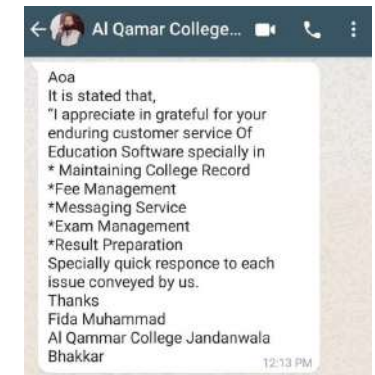 Al Qamar College...
Aoa
It is stated that,
"I appreciate in grateful for your
enduring customer service Of
Education Software specially in
* Maintaining College Record
*Fee Management
*Messaging Service
*Exam Management
*Result Preparation
Specially quick responce to each
issue conveyed by us.
Thanks
Fida Muhammad
Al Qammar College Jandanwala
Bhakkar
12:13 PM